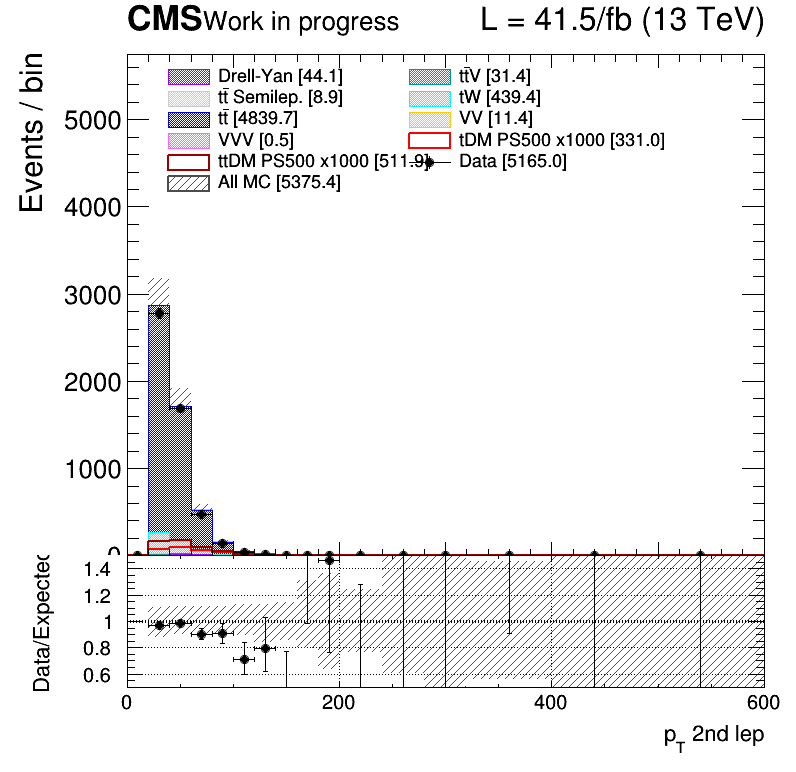 CMS Work in progress L = 41.5/fb (13 TeV)
Events / bin
Drell-Yan [44.1] tt̄V [31.4]
tt̄ Semilep. [8.9] tW [439.4]
tt̄ [4839.7] VV [11.4]
VVV [0.5] tDM PS500 x1000 [331.0]
ttDM PS500 x1000 [511.9] Data [5165.0]
All MC [5375.4]
5000
4000
3000
2000
1000
0
Data/Expected
1.4
1.2
1
0.8
0.6
0 200 400 600
p_T 2nd lep